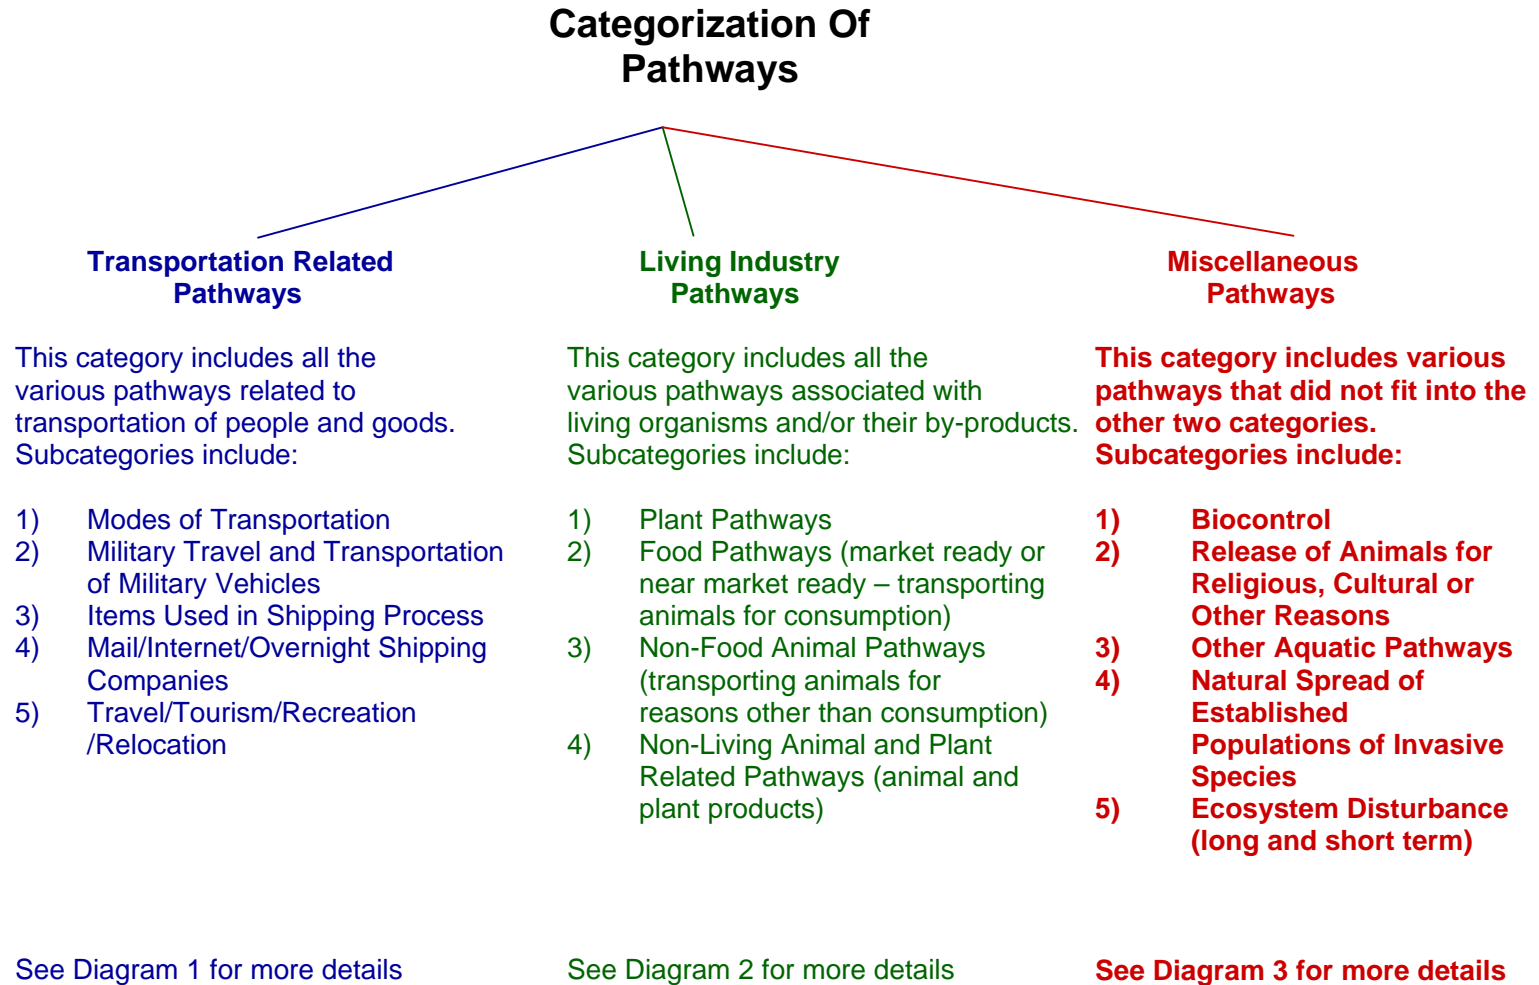 Categorization Of
Pathways
Transportation Related
Pathways
This category includes all the
various pathways related to
transportation of people and goods.
Subcategories include:
1) Modes of Transportation
2) Military Travel and Transportation
of Military Vehicles
3) Items Used in Shipping Process
4) Mail/Internet/Overnight Shipping
Companies
5) Travel/Tourism/Recreation
/Relocation
See Diagram 1 for more details
Living Industry
Pathways
This category includes all the
various pathways associated with
living organisms and/or their by-products.
Subcategories include:
1) Plant Pathways
2) Food Pathways (market ready or
near market ready – transporting
animals for consumption)
3) Non-Food Animal Pathways
(transporting animals for
reasons other than consumption)
4) Non-Living Animal and Plant
Related Pathways (animal and
plant products)
See Diagram 2 for more details
Miscellaneous
Pathways
This category includes various
pathways that did not fit into the
other two categories.
Subcategories include:
1) Biocontrol
2) Release of Animals for
Religious, Cultural or
Other Reasons
3) Other Aquatic Pathways
4) Natural Spread of
Established
Populations of Invasive
Species
5) Ecosystem Disturbance
(long and short term)
See Diagram 3 for more details